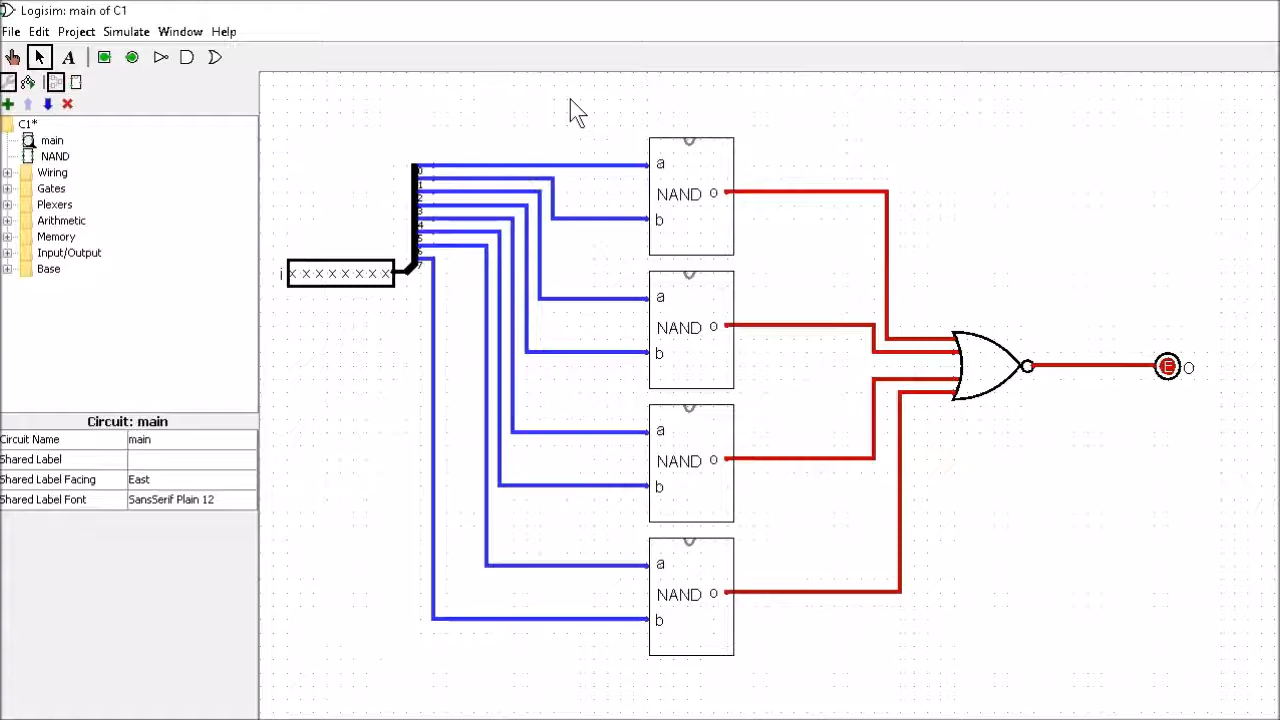 Logisim: main of C1
File Edit Project Simulate Window Help
A
C1*
main
NAND
Wiring
Gates
Plexers
Arithmetic
Memory
Input/Output
Base
Circuit: main
Circuit Name main
Shared Label
Shared Label Facing East
Shared Label Font SansSerif Plain 12
i
x x x x x x x x
0
1
2
3
4
5
6
7
a
NAND o
b
a
NAND o
b
a
NAND o
b
a
NAND o
b
E O